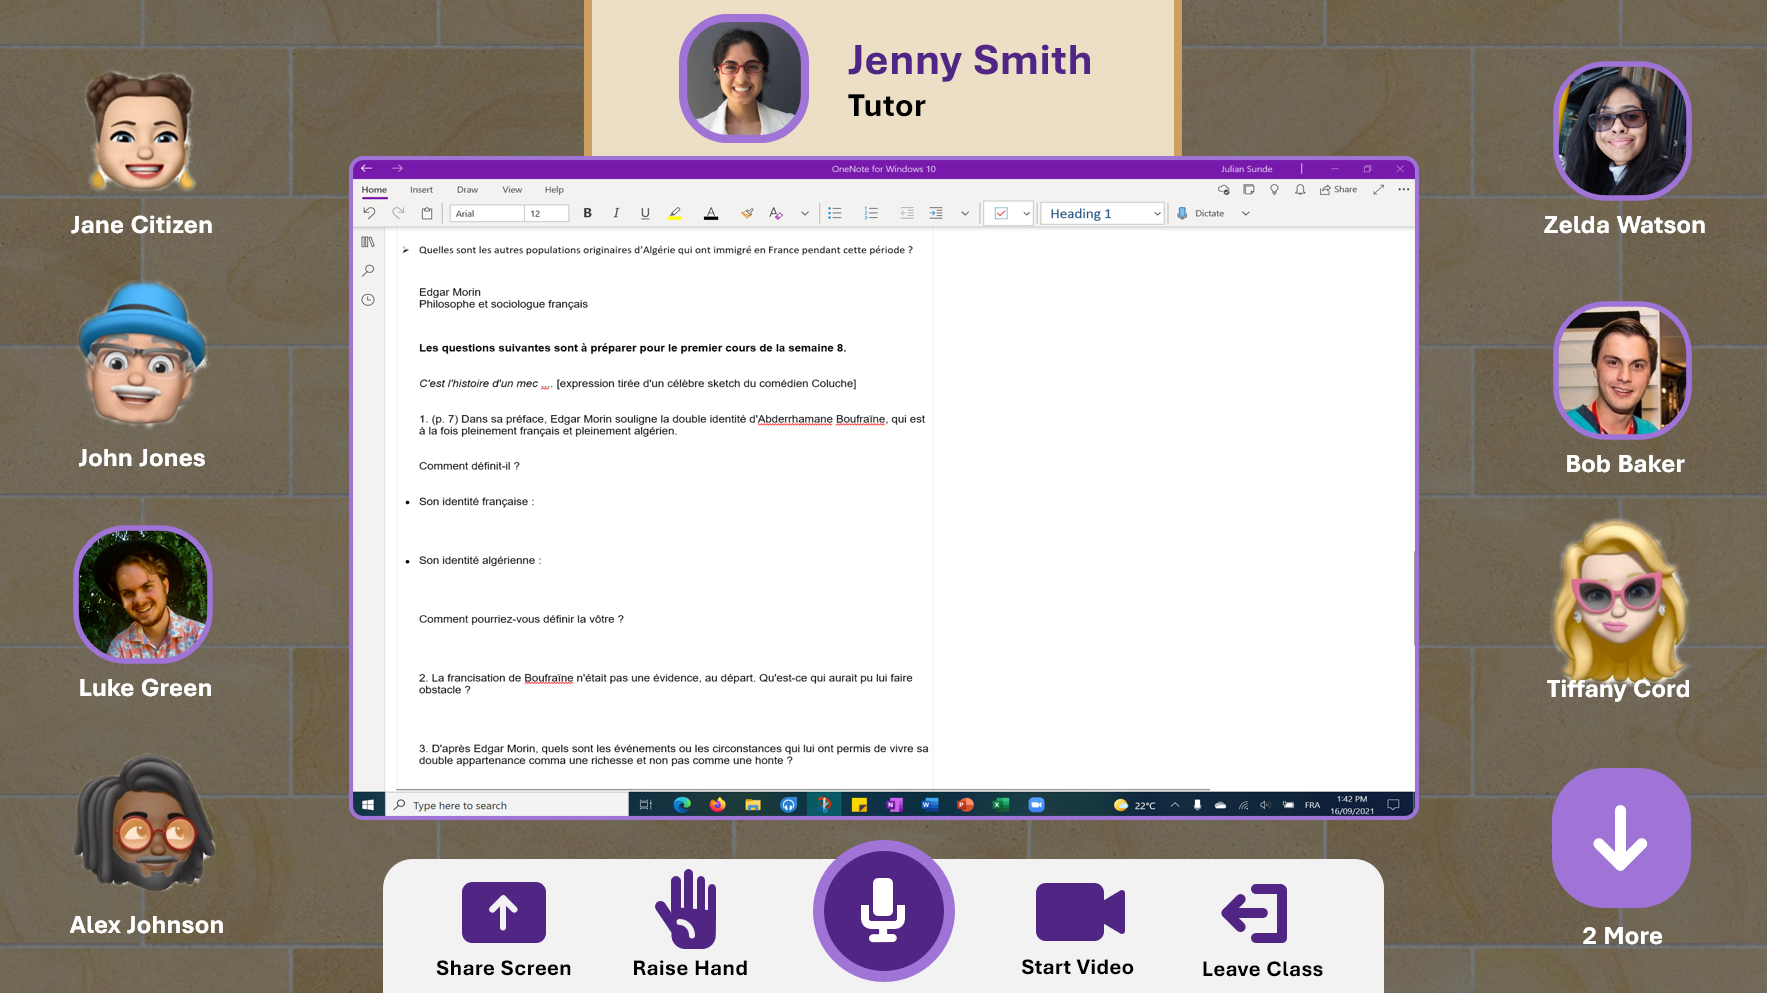 Jenny Smith
Tutor
Jane Citizen
John Jones
Luke Green
Alex Johnson
Zelda Watson
Bob Baker
Tiffany Cord
2 More
OneNote for Windows 10
Julian Sunde
Home Insert Draw View Help
Share
Arial 12 B I U A A Heading 1 Dictate
➢ Quelles sont les autres populations originaires d'Algérie qui ont immigré en France pendant cette période ?
Edgar Morin
Philosophe et sociologue français
Les questions suivantes sont à préparer pour le premier cours de la semaine 8.
C'est l'histoire d'un mec .... [expression tirée d'un célèbre sketch du comédien Coluche]
1. (p. 7) Dans sa préface, Edgar Morin souligne la double identité d'Abderrhamane Boufraïne, qui est
à la fois pleinement français et pleinement algérien.
Comment définit-il ?
• Son identité française :
• Son identité algérienne :
Comment pourriez-vous définir la vôtre ?
2. La francisation de Boufraïne n'était pas une évidence, au départ. Qu'est-ce qui aurait pu lui faire
obstacle ?
3. D'après Edgar Morin, quels sont les événements ou les circonstances qui lui ont permis de vivre sa
double appartenance comma une richesse et non pas comme une honte ?
Type here to search
22°C
FRA
1:42 PM
16/09/2021
Share Screen
Raise Hand
Start Video
Leave Class